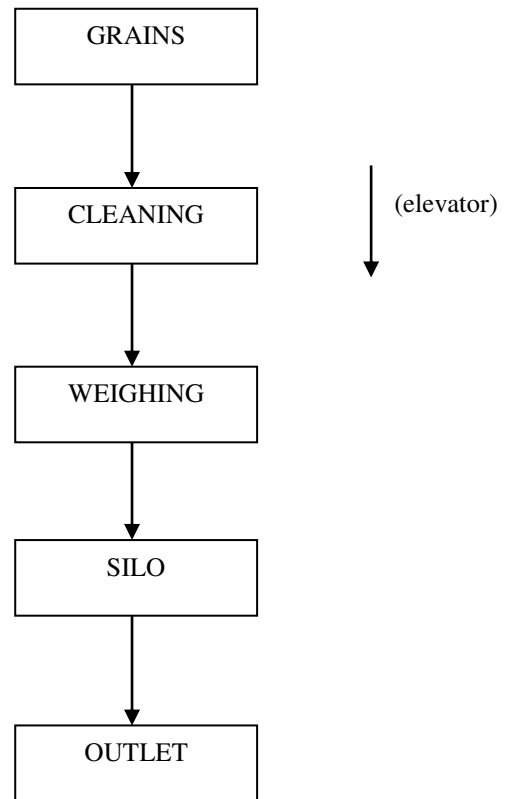 GRAINS
CLEANING
(elevator)
WEIGHING
SILO
OUTLET